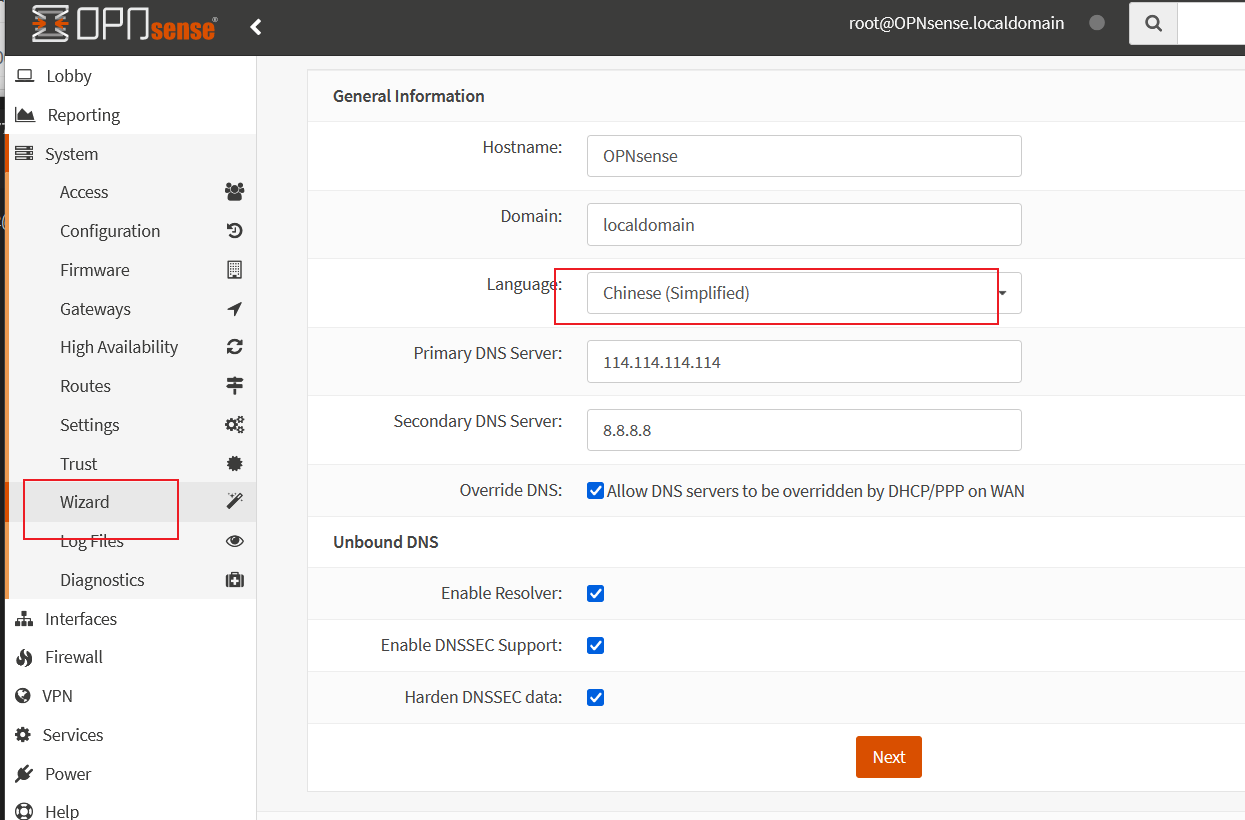 OPNsense
root@OPNsense.localdomain
Lobby
Reporting
System
Access
Configuration
Firmware
Gateways
High Availability
Routes
Settings
Trust
Wizard
Log Files
Diagnostics
Interfaces
Firewall
VPN
Services
Power
Help
General Information
Hostname: OPNsense
Domain: localdomain
Language: Chinese (Simplified)
Primary DNS Server: 114.114.114.114
Secondary DNS Server: 8.8.8.8
Override DNS: Allow DNS servers to be overridden by DHCP/PPP on WAN
Unbound DNS
Enable Resolver:
Enable DNSSEC Support:
Harden DNSSEC data:
Next